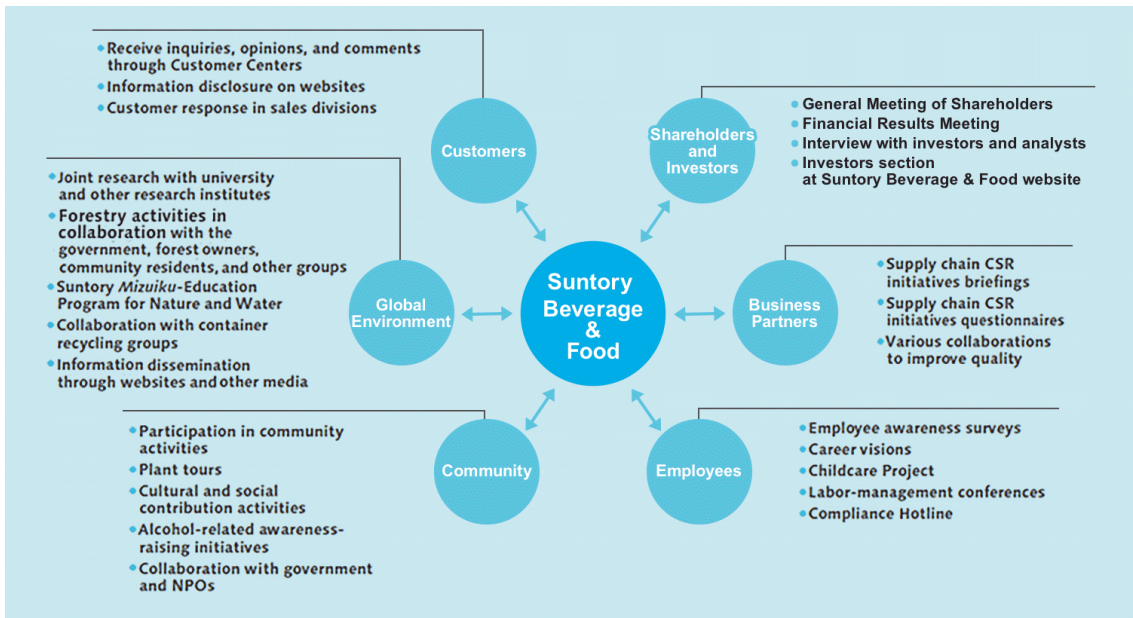 • Receive inquiries, opinions, and comments
through Customer Centers
• Information disclosure on websites
• Customer response in sales divisions
Customers
Shareholders
and
Investors
• General Meeting of Shareholders
• Financial Results Meeting
• Interview with investors and analysts
• Investors section
at Suntory Beverage & Food website
• Joint research with university
and other research institutes
• Forestry activities in
collaboration with the
government, forest owners,
community residents, and other groups
• Suntory Mizuiku-Education
Program for Nature and Water
• Collaboration with container
recycling groups
• Information dissemination
through websites and other media
Global
Environment
Suntory
Beverage
&
Food
Business
Partners
• Supply chain CSR
initiatives briefings
• Supply chain CSR
initiatives questionnaires
• Various collaborations
to improve quality
• Participation in community
activities
• Plant tours
• Cultural and social
contribution activities
• Alcohol-related awareness-
raising initiatives
• Collaboration with government
and NPOs
Community
Employees
• Employee awareness surveys
• Career visions
• Childcare Project
• Labor-management conferences
• Compliance Hotline